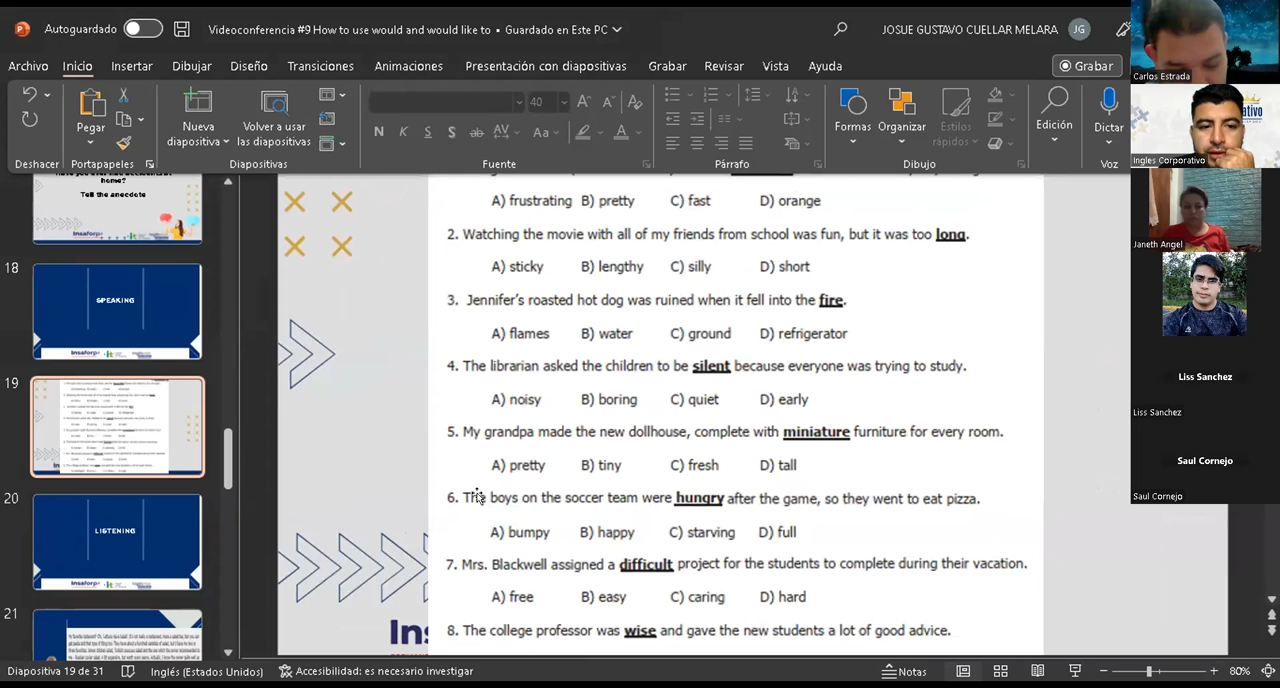 Autoguardado
Videoconferencia #9 How to use would and would like to • Guardado en Este PC
JOSUE GUSTAVO CUELLAR MELARA
JG
Archivo Inicio Insertar Dibujar Diseño Transiciones Animaciones Presentación con diapositivas Grabar Revisar Vista Ayuda
Grabar
Pegar
Nueva diapositiva
Volver a usar las diapositivas
40
N K S S ab AV Aa A
Formas
Organizar
Estilos rápidos
Edición
Dictar
Deshacer Portapapeles Diapositivas Fuente Párrafo Dibujo Voz
home?
Tell the anecdote
Insaforp
18
SPEAKING
Insaforp
19
20
LISTENING
Insaforp
21
A) frustrating B) pretty C) fast D) orange
2. Watching the movie with all of my friends from school was fun, but it was too long.
A) sticky B) lengthy C) silly D) short
3. Jennifer's roasted hot dog was ruined when it fell into the fire.
A) flames B) water C) ground D) refrigerator
4. The librarian asked the children to be silent because everyone was trying to study.
A) noisy B) boring C) quiet D) early
5. My grandpa made the new dollhouse, complete with miniature furniture for every room.
A) pretty B) tiny C) fresh D) tall
6. The boys on the soccer team were hungry after the game, so they went to eat pizza.
A) bumpy B) happy C) starving D) full
7. Mrs. Blackwell assigned a difficult project for the students to complete during their vacation.
A) free B) easy C) caring D) hard
8. The college professor was wise and gave the new students a lot of good advice.
Ins
Carlos Estrada
Ingles Corporativo
Janeth Angel
Liss Sanchez
Liss Sanchez
Saul Cornejo
Saul Cornejo
Diapositiva 19 de 31
Inglés (Estados Unidos)
Accesibilidad: es necesario investigar
Notas
80%